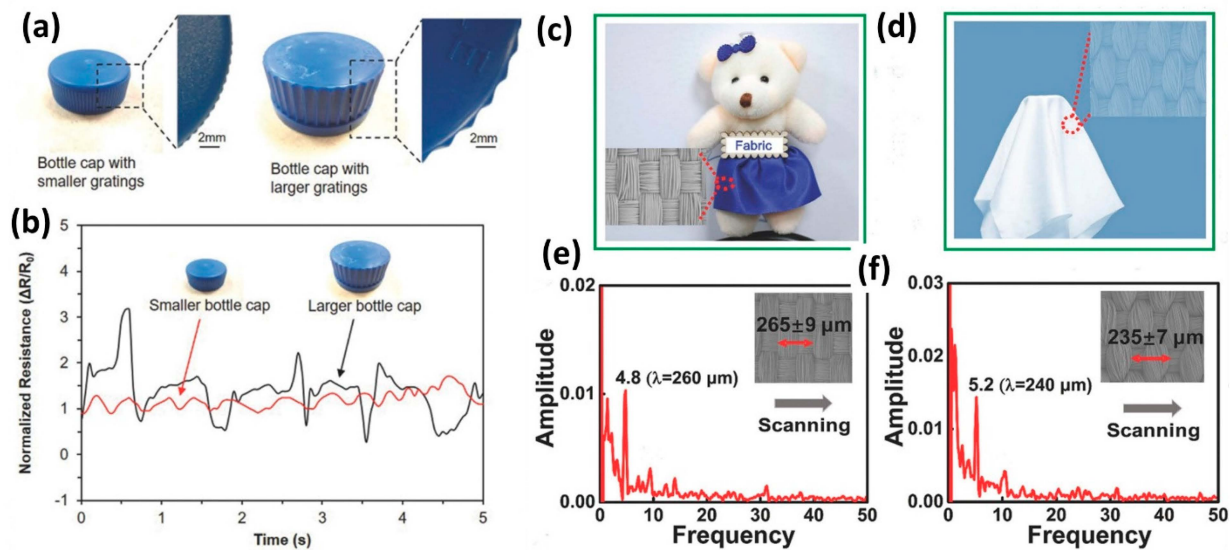 (a)
2mm
2mm
Bottle cap with
smaller gratings
Bottle cap with
larger gratings
(b)
Normalized Resistance (ΔR/R₀)
5
4
3
2
1
0
-1
Smaller bottle cap
Larger bottle cap
0 1 2 3 4 5
Time (s)
(c)
Fabric
(d)
(e)
Amplitude
0.02
0.01
0.00
265±9 µm
4.8 (λ=260 µm)
Scanning
0 10 20 30 40 50
Frequency
(f)
Amplitude
0.03
0.02
0.01
0.00
235±7 µm
5.2 (λ=240 µm)
Scanning
0 10 20 30 40 50
Frequency